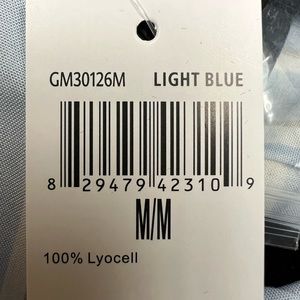 GM30126M LIGHT BLUE
8 29479 42310 9
M/M
100% Lyocell